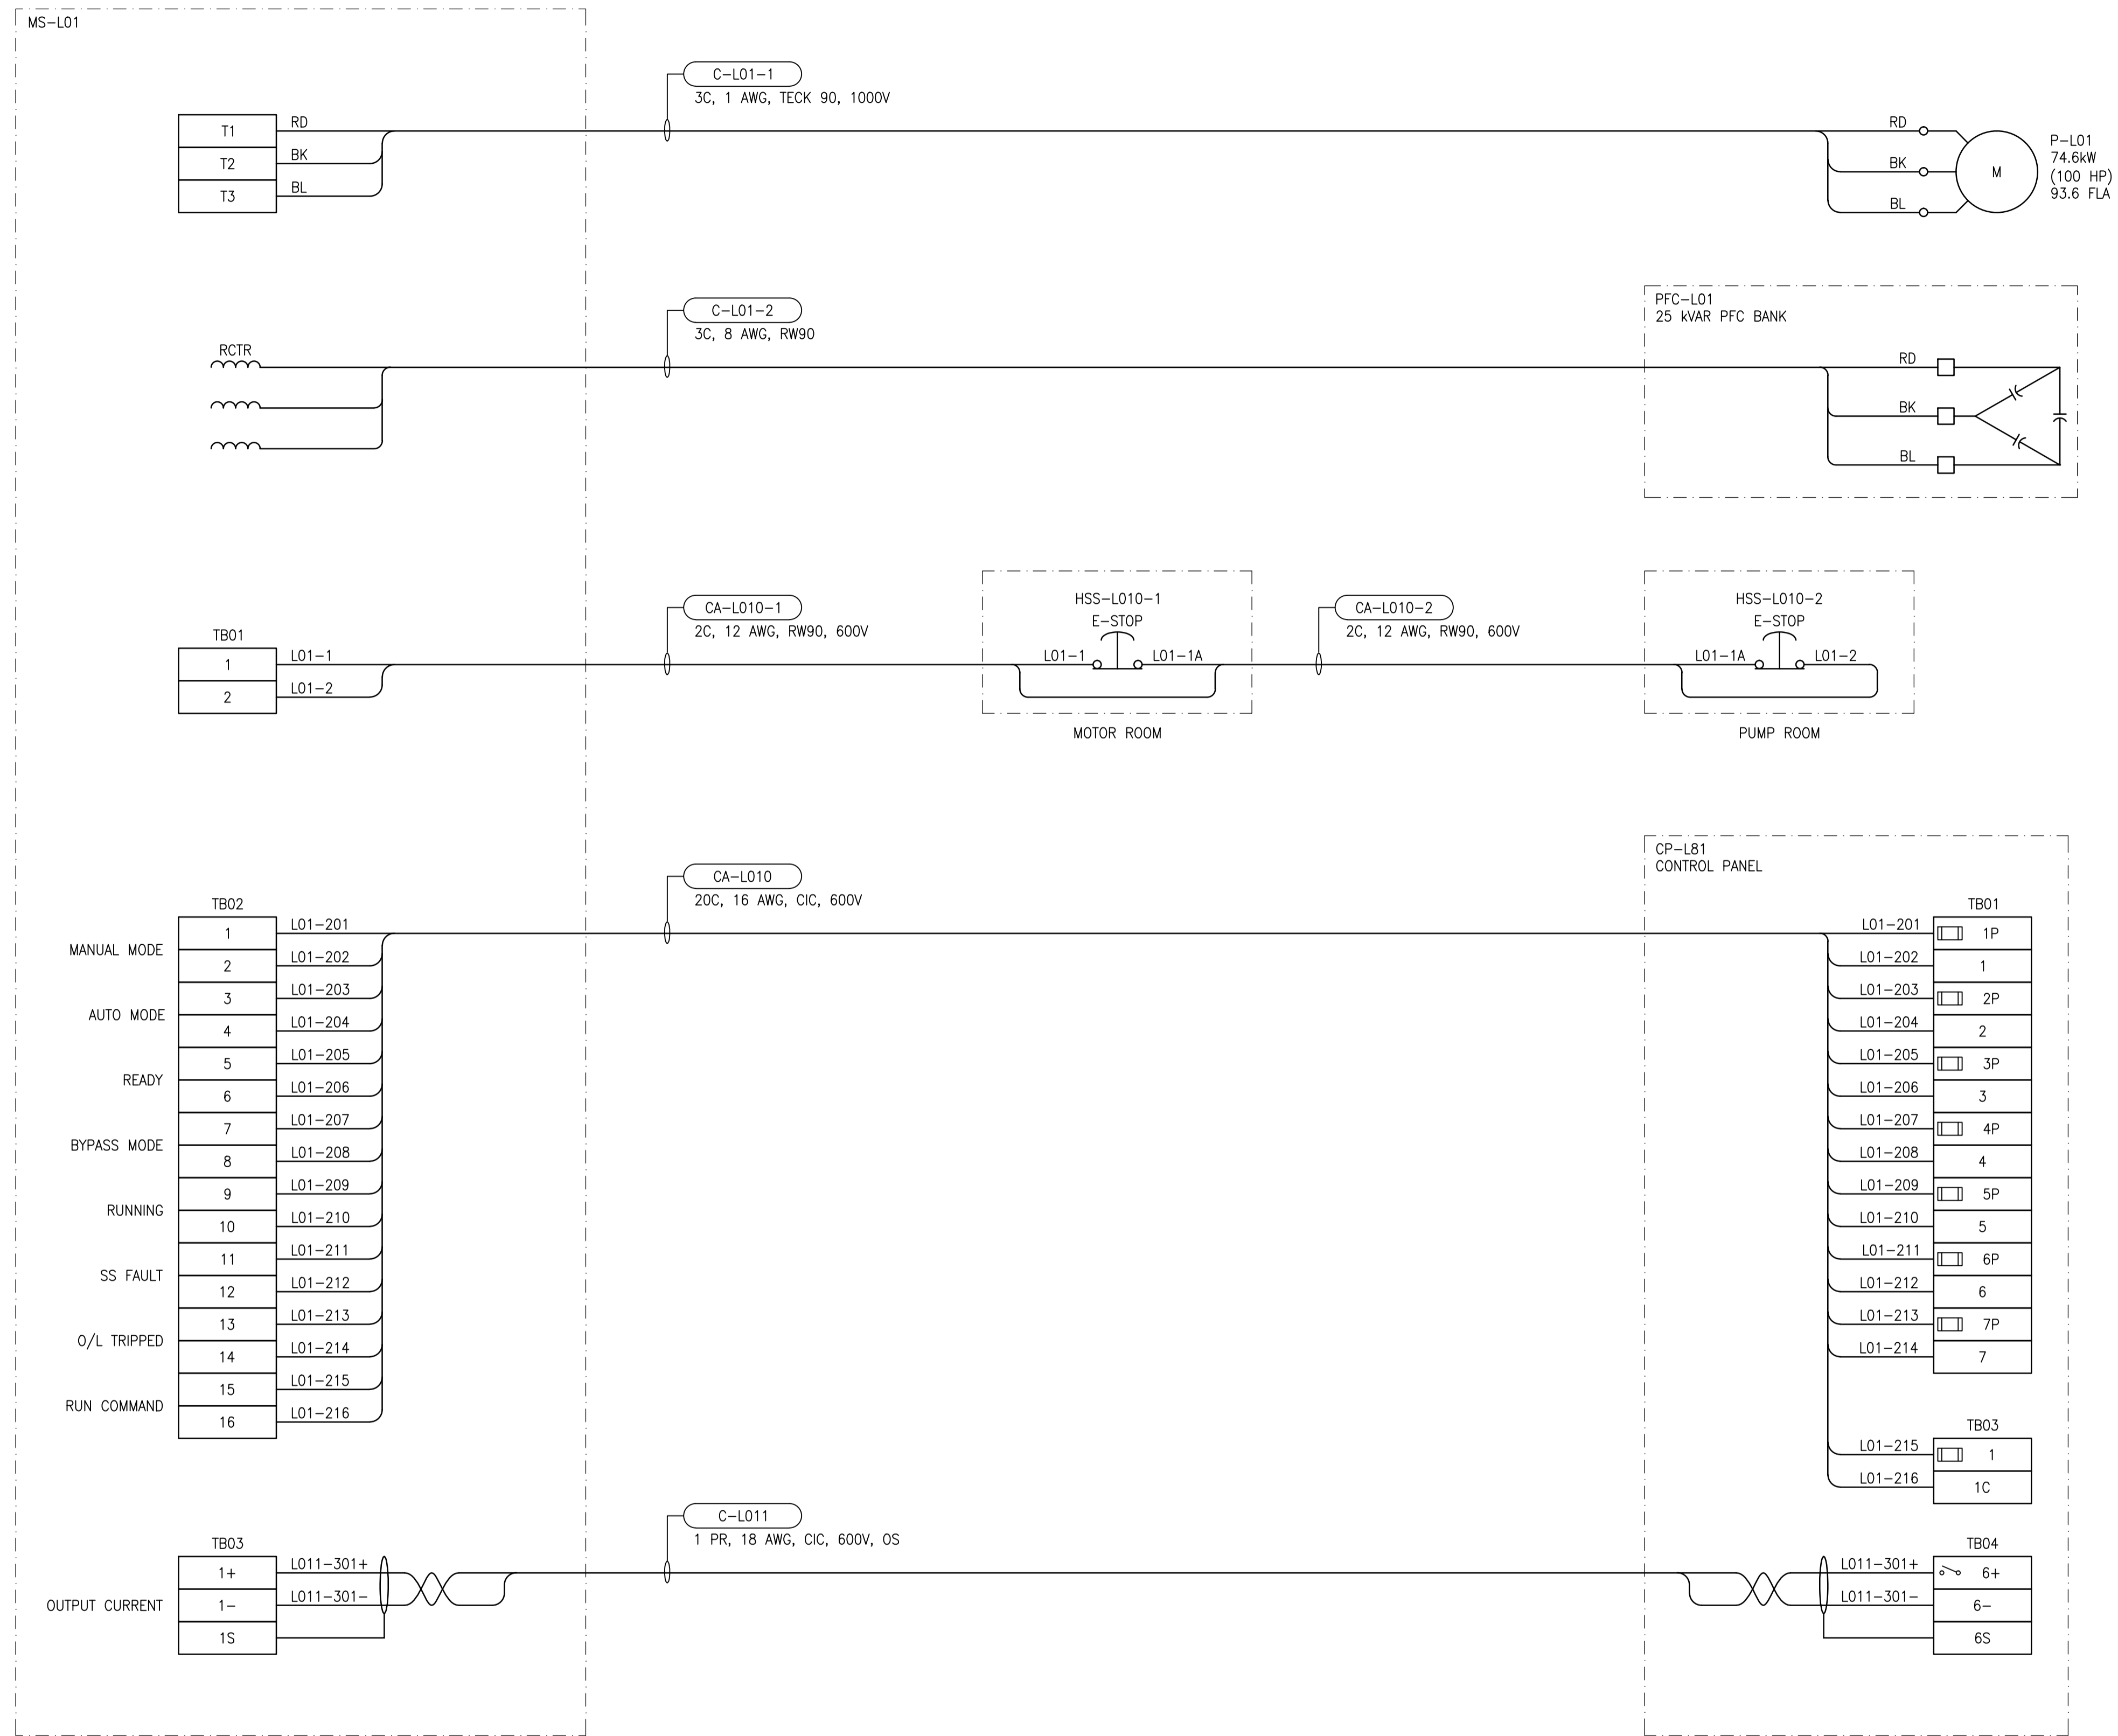 MS-L01
C-L01-1
3C, 1 AWG, TECK 90, 1000V
T1
RD
T2
BK
T3
BL
RD
BK
BL
M
P-L01
74.6kW
(100 HP)
93.6 FLA
C-L01-2
3C, 8 AWG, RW90
RCTR
PFC-L01
25 kVAR PFC BANK
RD
BK
BL
CA-L010-1
2C, 12 AWG, RW90, 600V
TB01
1
L01-1
2
L01-2
HSS-L010-1
E-STOP
L01-1
L01-1A
MOTOR ROOM
CA-L010-2
2C, 12 AWG, RW90, 600V
HSS-L010-2
E-STOP
L01-1A
L01-2
PUMP ROOM
CA-L010
20C, 16 AWG, CIC, 600V
TB02
MANUAL MODE
1
L01-201
2
L01-202
AUTO MODE
3
L01-203
4
L01-204
READY
5
L01-205
6
L01-206
BYPASS MODE
7
L01-207
8
L01-208
RUNNING
9
L01-209
10
L01-210
SS FAULT
11
L01-211
12
L01-212
O/L TRIPPED
13
L01-213
14
L01-214
RUN COMMAND
15
L01-215
16
L01-216
CP-L81
CONTROL PANEL
TB01
L01-201
1P
L01-202
1
L01-203
2P
L01-204
2
L01-205
3P
L01-206
3
L01-207
4P
L01-208
4
L01-209
5P
L01-210
5
L01-211
6P
L01-212
6
L01-213
7P
L01-214
7
TB03
L01-215
1
L01-216
1C
C-L011
1 PR, 18 AWG, CIC, 600V, OS
TB03
OUTPUT CURRENT
1+
L011-301+
1-
L011-301-
1S
TB04
L011-301+
6+
L011-301-
6-
6S